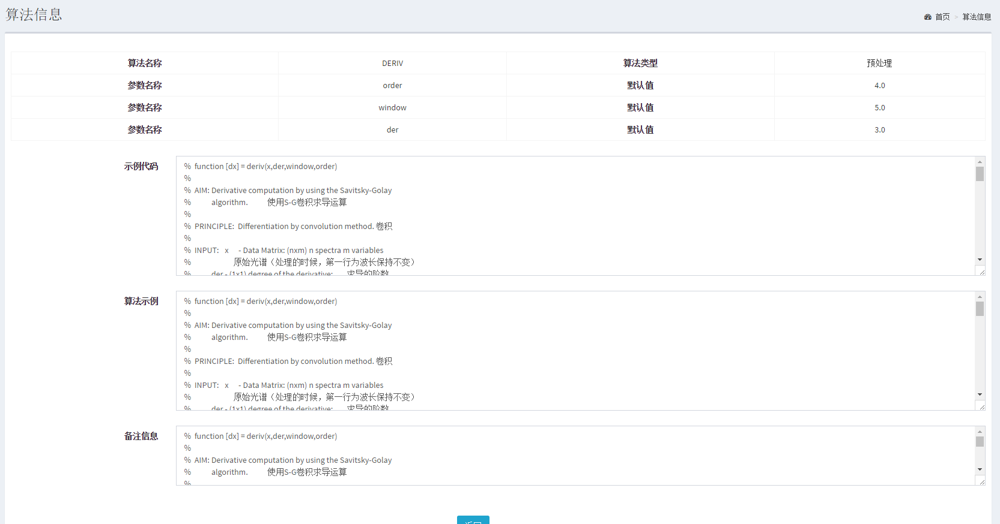 算法信息
首页 > 算法信息
算法名称 DERIV 算法类型 预处理
参数名称 order 默认值 4.0
参数名称 window 默认值 5.0
参数名称 der 默认值 3.0
示例代码
% function [dx] = deriv(x,der,window,order)
%
% AIM: Derivative computation by using the Savitsky-Golay
% algorithm. 使用S-G卷积求导运算
%
% PRINCIPLE: Differentiation by convolution method. 卷积
%
% INPUT: x - Data Matrix: (nxm) n spectra m variables
% 原始光谱（处理的时候，第一行为波长保持不变）
% der - (1x1) degree of the derivative; 求导的阶数
算法示例
% function [dx] = deriv(x,der,window,order)
%
% AIM: Derivative computation by using the Savitsky-Golay
% algorithm. 使用S-G卷积求导运算
%
% PRINCIPLE: Differentiation by convolution method. 卷积
%
% INPUT: x - Data Matrix: (nxm) n spectra m variables
% 原始光谱（处理的时候，第一行为波长保持不变）
% der - (1x1) degree of the derivative; 求导的阶数
备注信息
% function [dx] = deriv(x,der,window,order)
%
% AIM: Derivative computation by using the Savitsky-Golay
% algorithm. 使用S-G卷积求导运算
%
返回